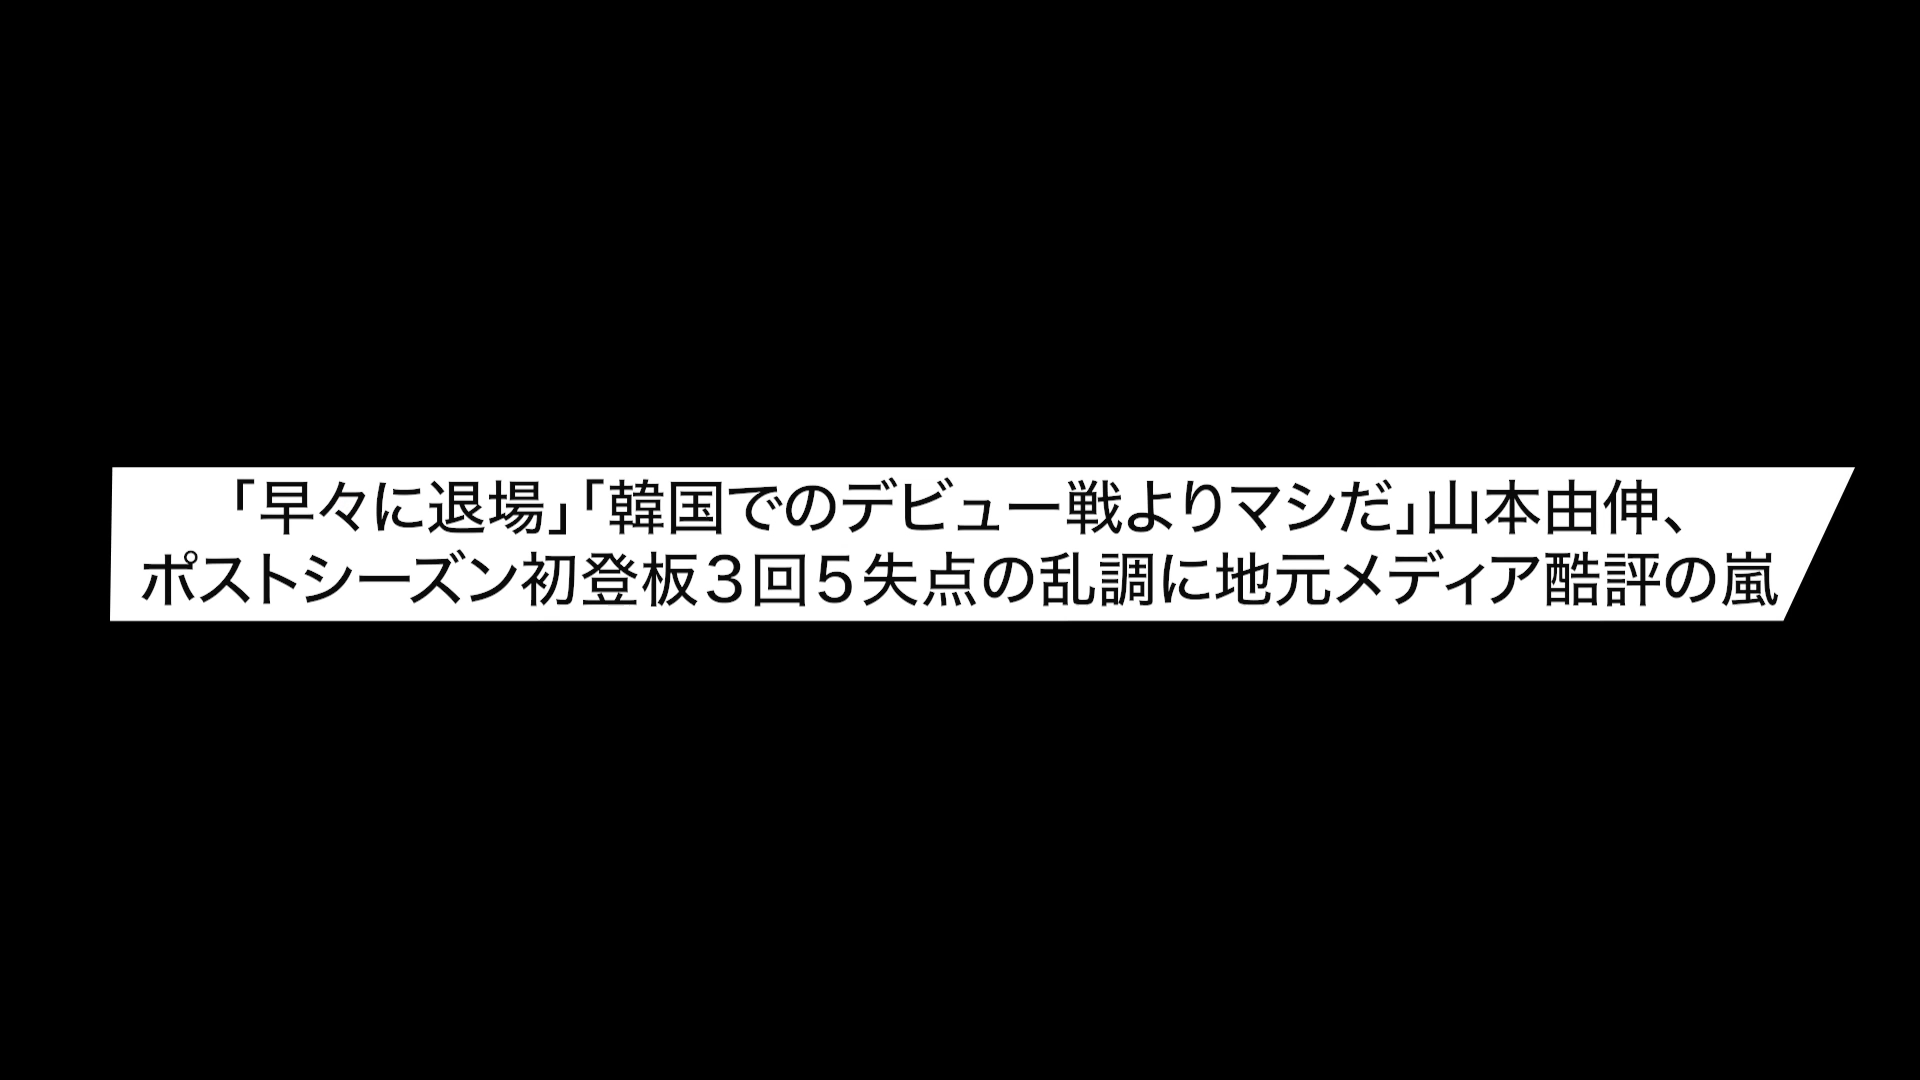 「早々に退場」「韓国でのデビュー戦よりマシだ」山本由伸、
ポストシーズン初登板３回５失点の乱調に地元メディア酷評の嵐